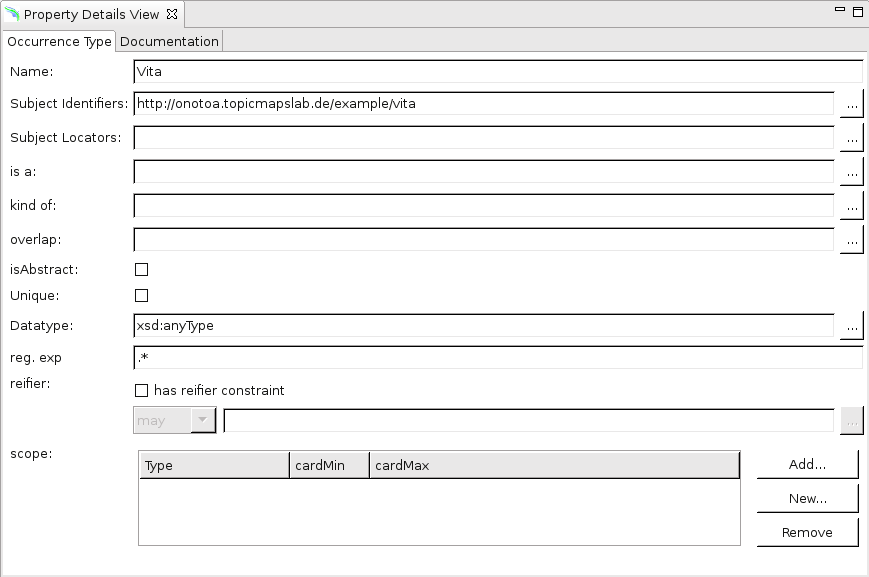 Property Details View
Occurrence Type Documentation
Name: Vita
Subject Identifiers: http://onotoa.topicmapslab.de/example/vita ...
Subject Locators: ...
is a: ...
kind of: ...
overlap: ...
isAbstract:
Unique:
Datatype: xsd:anyType ...
reg. exp .*
reifier: has reifier constraint
may ...
scope:
Type cardMin cardMax
Add...
New...
Remove